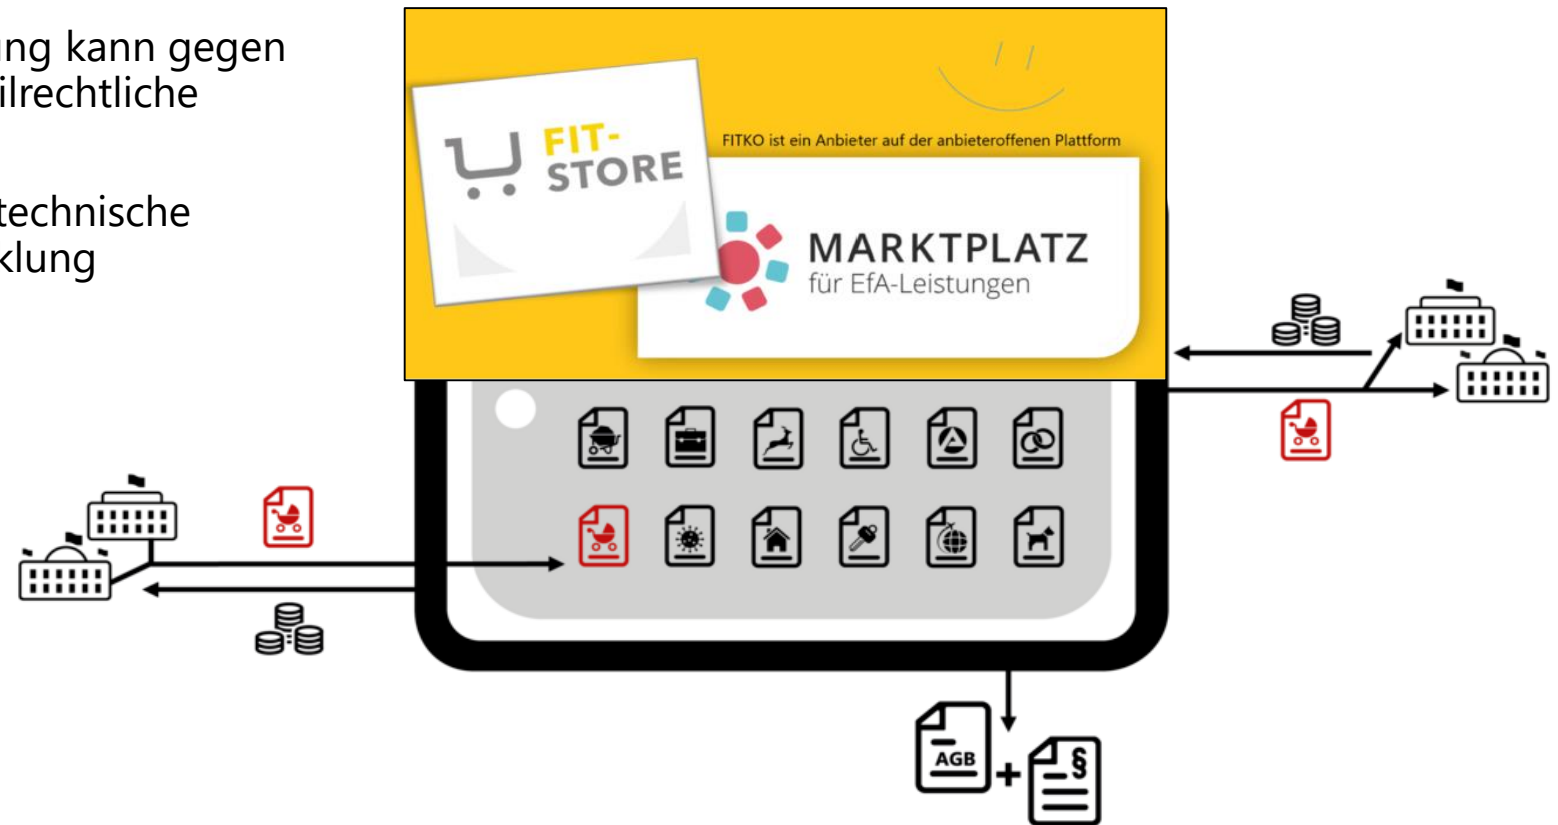 ung kann gegen
ilrechtliche
technische
klung
FIT-
STORE
FITKO ist ein Anbieter auf der anbieteroffenen Plattform
MARKTPLATZ
für EfA-Leistungen
AGB
+
§